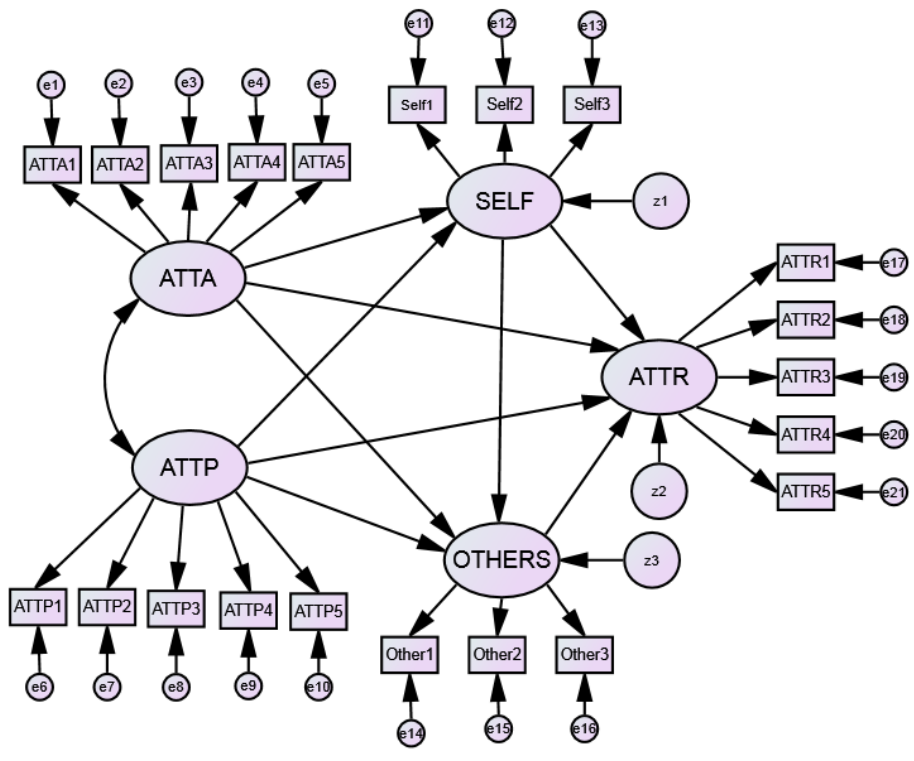 e11 e12 e13
e1 e2 e3 e4 e5
Self1 Self2 Self3
ATTA1 ATTA2 ATTA3 ATTA4 ATTA5
SELF z1
ATTA
ATTR1 e17
ATTR2 e18
ATTR ATTR3 e19
ATTR4 e20
ATTP
z2 ATTR5 e21
OTHERS z3
ATTP1 ATTP2 ATTP3 ATTP4 ATTP5
Other1 Other2 Other3
e6 e7 e8 e9 e10
e14 e15 e16